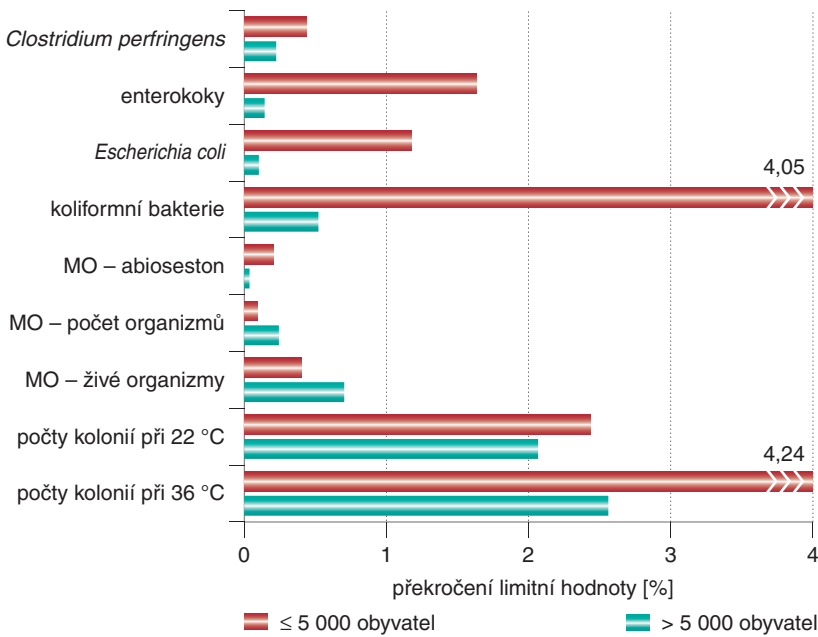 Clostridium perfringens
enterokoky
Escherichia coli
4,05
koliformní bakterie
MO – abioseston
MO – počet organizmů
MO – živé organizmy
počty kolonií při 22 °C
4,24
počty kolonií při 36 °C
0 1 2 3 4
překročení limitní hodnoty [%]
≤ 5 000 obyvatel > 5 000 obyvatel